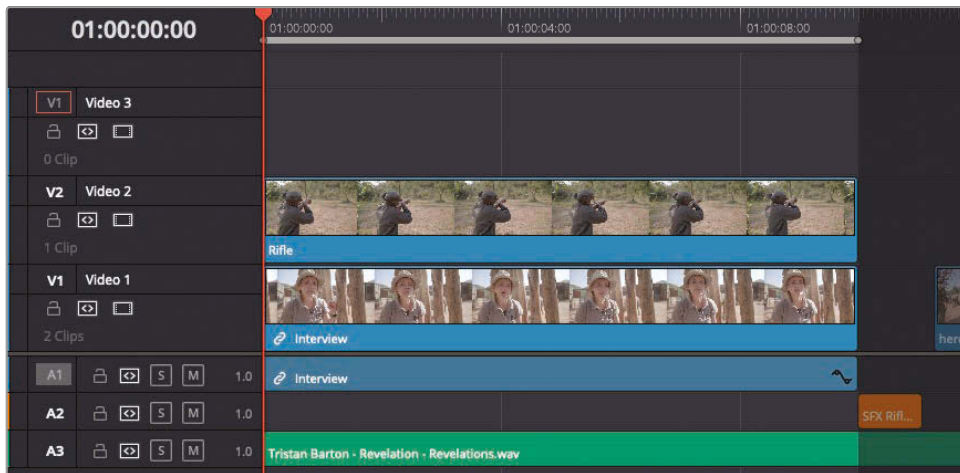 01:00:00:00
01:00:00:00 01:00:04:00 01:00:08:00
V1 Video 3
0 Clip
V2 Video 2
1 Clip
Rifle
V1 Video 1
2 Clips
Interview
here
A1 S M 1.0
Interview
A2 S M 1.0
SFX Rifl...
A3 S M 1.0
Tristan Barton - Revelation - Revelations.wav